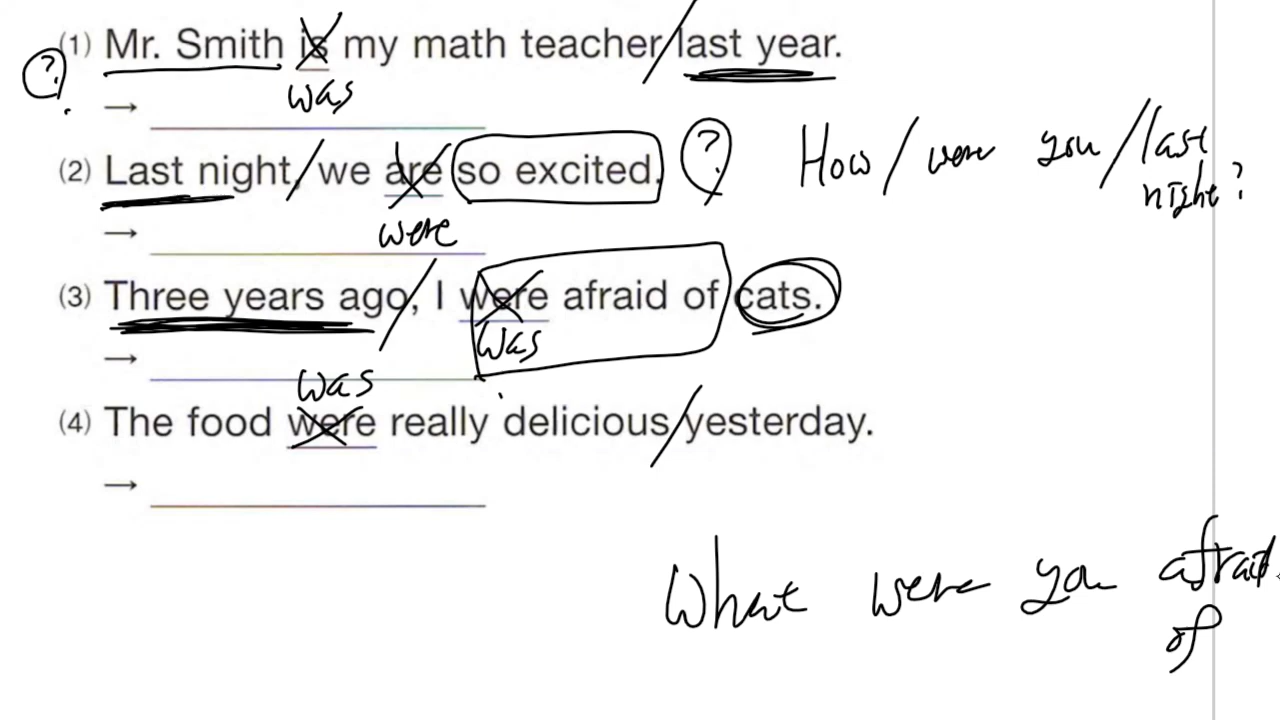 (1) Mr. Smith is my math teacher/last year.
?
was
→
(2) Last night,/we are so excited. ? How / were you / last
night?
were
→
(3) Three years ago,/I were afraid of cats.
was
→
was
(4) The food were really delicious/yesterday.
→
What were you afraid
of